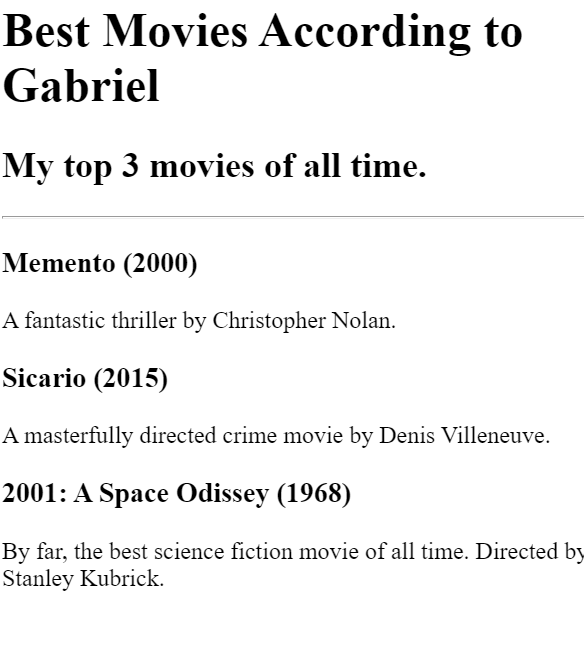 Best Movies According to
Gabriel
My top 3 movies of all time.
Memento (2000)
A fantastic thriller by Christopher Nolan.
Sicario (2015)
A masterfully directed crime movie by Denis Villeneuve.
2001: A Space Odissey (1968)
By far, the best science fiction movie of all time. Directed by
Stanley Kubrick.